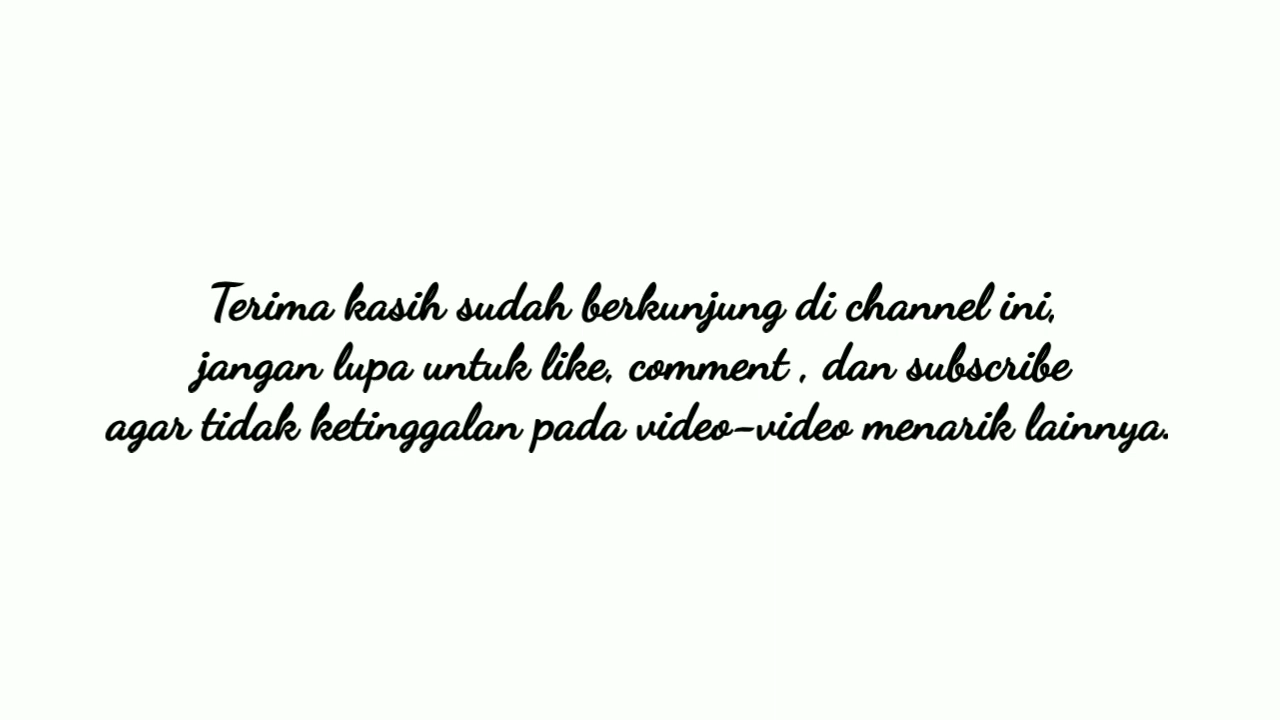 Terima kasih sudah berkunjung di channel ini,
jangan lupa untuk like, comment , dan subscribe
agar tidak ketinggalan pada video-video menarik lainnya.